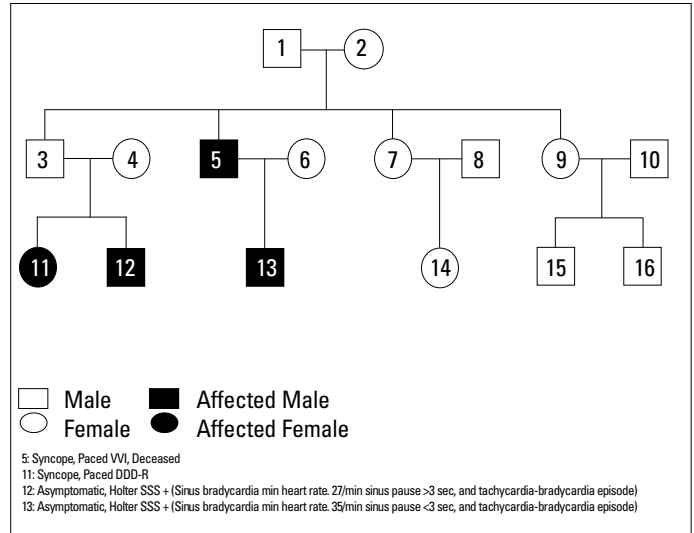 1 2
3 4 5 6 7 8 9 10
11 12 13 14 15 16
Male Affected Male
Female Affected Female
5: Syncope, Paced VVI, Deceased
11: Syncope, Paced DDD-R
12: Asymptomatic, Holter SSS + (Sinus bradycardia min heart rate. 27/min sinus pause >3 sec, and tachycardia-bradycardia episode)
13: Asymptomatic, Holter SSS + (Sinus bradycardia min heart rate. 35/min sinus pause <3 sec, and tachycardia-bradycardia episode)